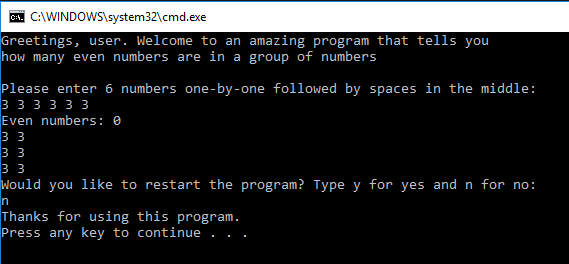 C:\WINDOWS\system32\cmd.exe
Greetings, user. Welcome to an amazing program that tells you
how many even numbers are in a group of numbers
Please enter 6 numbers one-by-one followed by spaces in the middle:
3 3 3 3 3 3
Even numbers: 0
3 3
3 3
3 3
Would you like to restart the program? Type y for yes and n for no:
n
Thanks for using this program.
Press any key to continue . . .